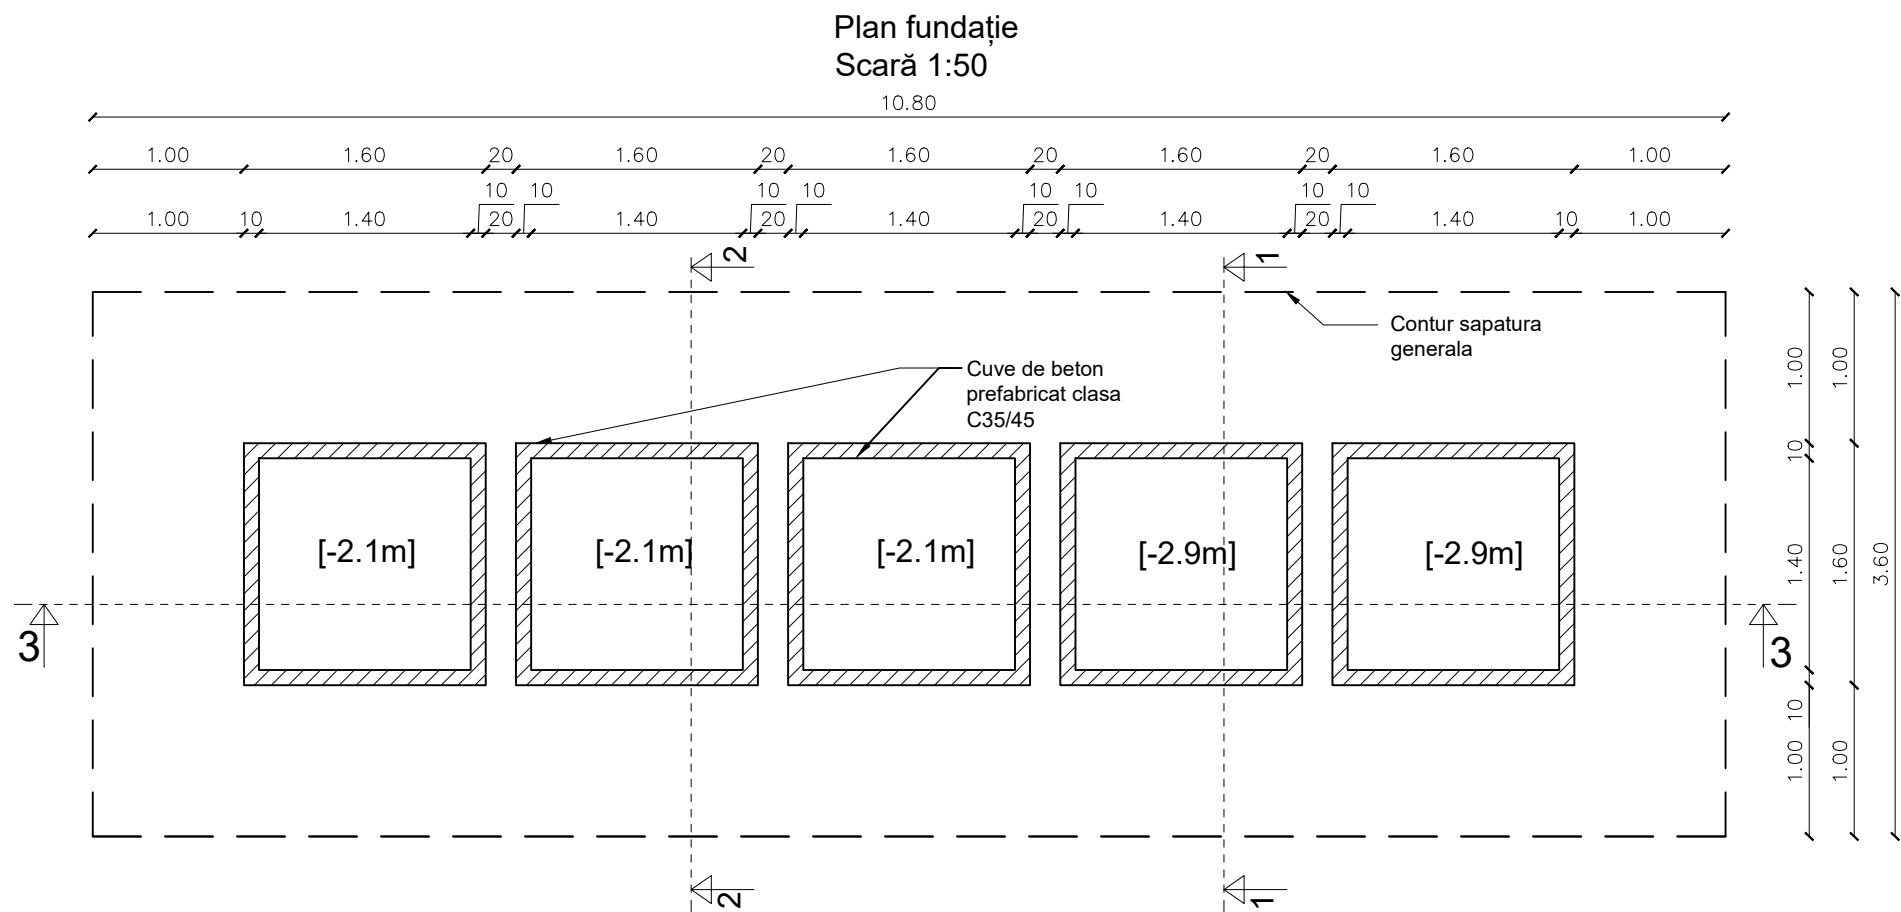 Plan fundație
Scară 1:50
10.80
1.00 1.60 20 1.60 20 1.60 20 1.60 20 1.60 1.00
10 10 10 10 10 10 10 10
1.00 10 1.40 20 1.40 20 1.40 20 1.40 20 1.40 10 1.00
2 1
Contur sapatura
generala
Cuve de beton
prefabricat clasa
C35/45
[-2.1m] [-2.1m] [-2.1m] [-2.9m] [-2.9m]
3 3
2 1
1.00 10 1.40 10 1.00
1.00 1.60 1.00
3.60